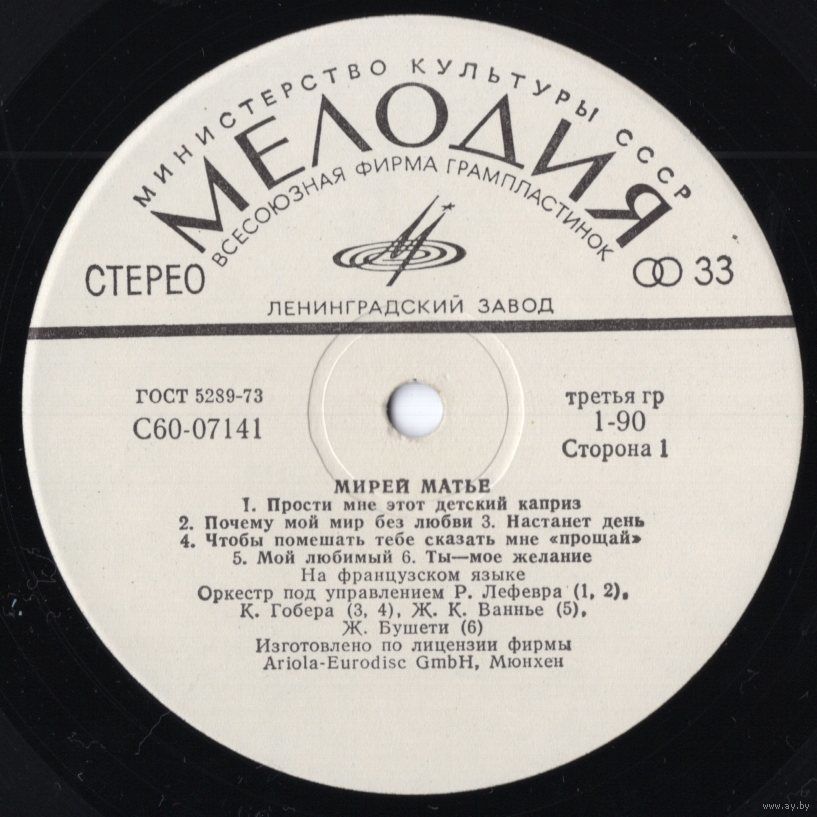 МИНИСТЕРСТВО КУЛЬТУРЫ СССР
МЕЛОДИЯ
ВСЕСОЮЗНАЯ ФИРМА ГРАМПЛАСТИНОК
СТЕРЕО
33
ЛЕНИНГРАДСКИЙ ЗАВОД
ГОСТ 5289-73
С60-07141
третья гр
1-90
Сторона 1
МИРЕЙ МАТЬЕ
1. Прости мне этот детский каприз
2. Почему мой мир без любви 3. Настанет день
4. Чтобы помешать тебе сказать мне «прощай»
5. Мой любимый 6. Ты—мое желание
На французском языке
Оркестр под управлением Р. Лефевра (1, 2),
К. Гобера (3, 4), Ж. К. Ваннье (5),
Ж. Бушети (6)
Изготовлено по лицензии фирмы
Ariola-Eurodisc GmbH, Мюнхен
www.ay.by